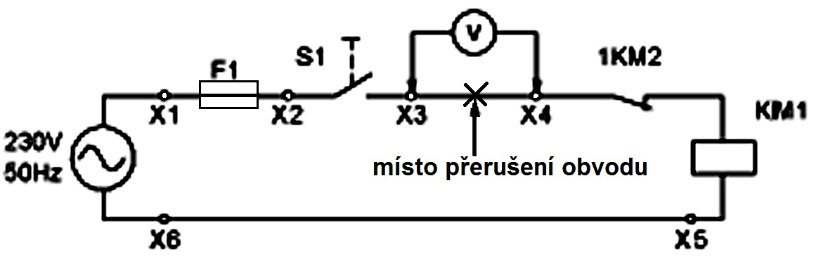 V
S1
1KM2
F1
X1
X2
X3
X4
KM1
230V
50Hz
místo přerušení obvodu
X6
X5